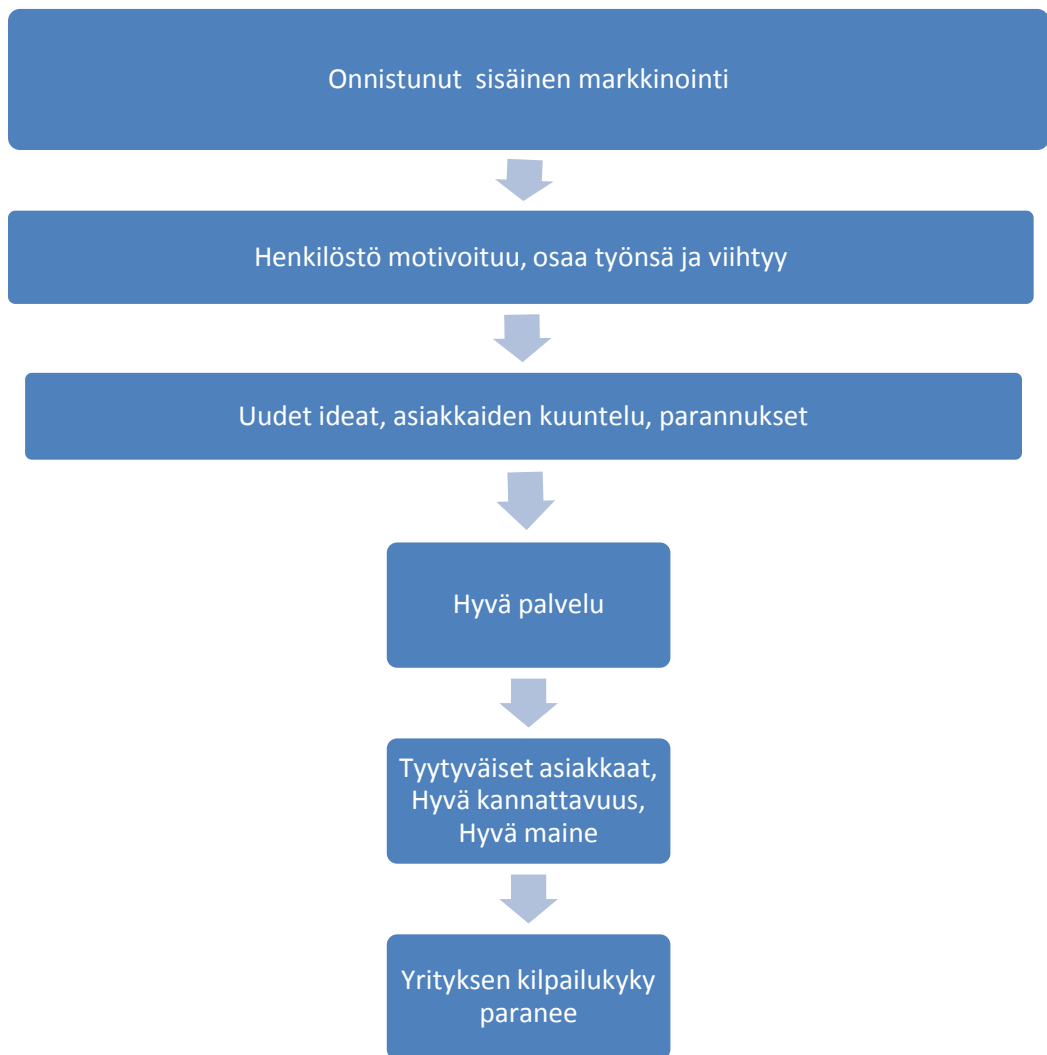 Onnistunut sisäinen markkinointi
Henkilöstö motivoituu, osaa työnsä ja viihtyy
Uudet ideat, asiakkaiden kuuntelu, parannukset
Hyvä palvelu
Tyytyväiset asiakkaat,
Hyvä kannattavuus,
Hyvä maine
Yrityksen kilpailukyky
paranee